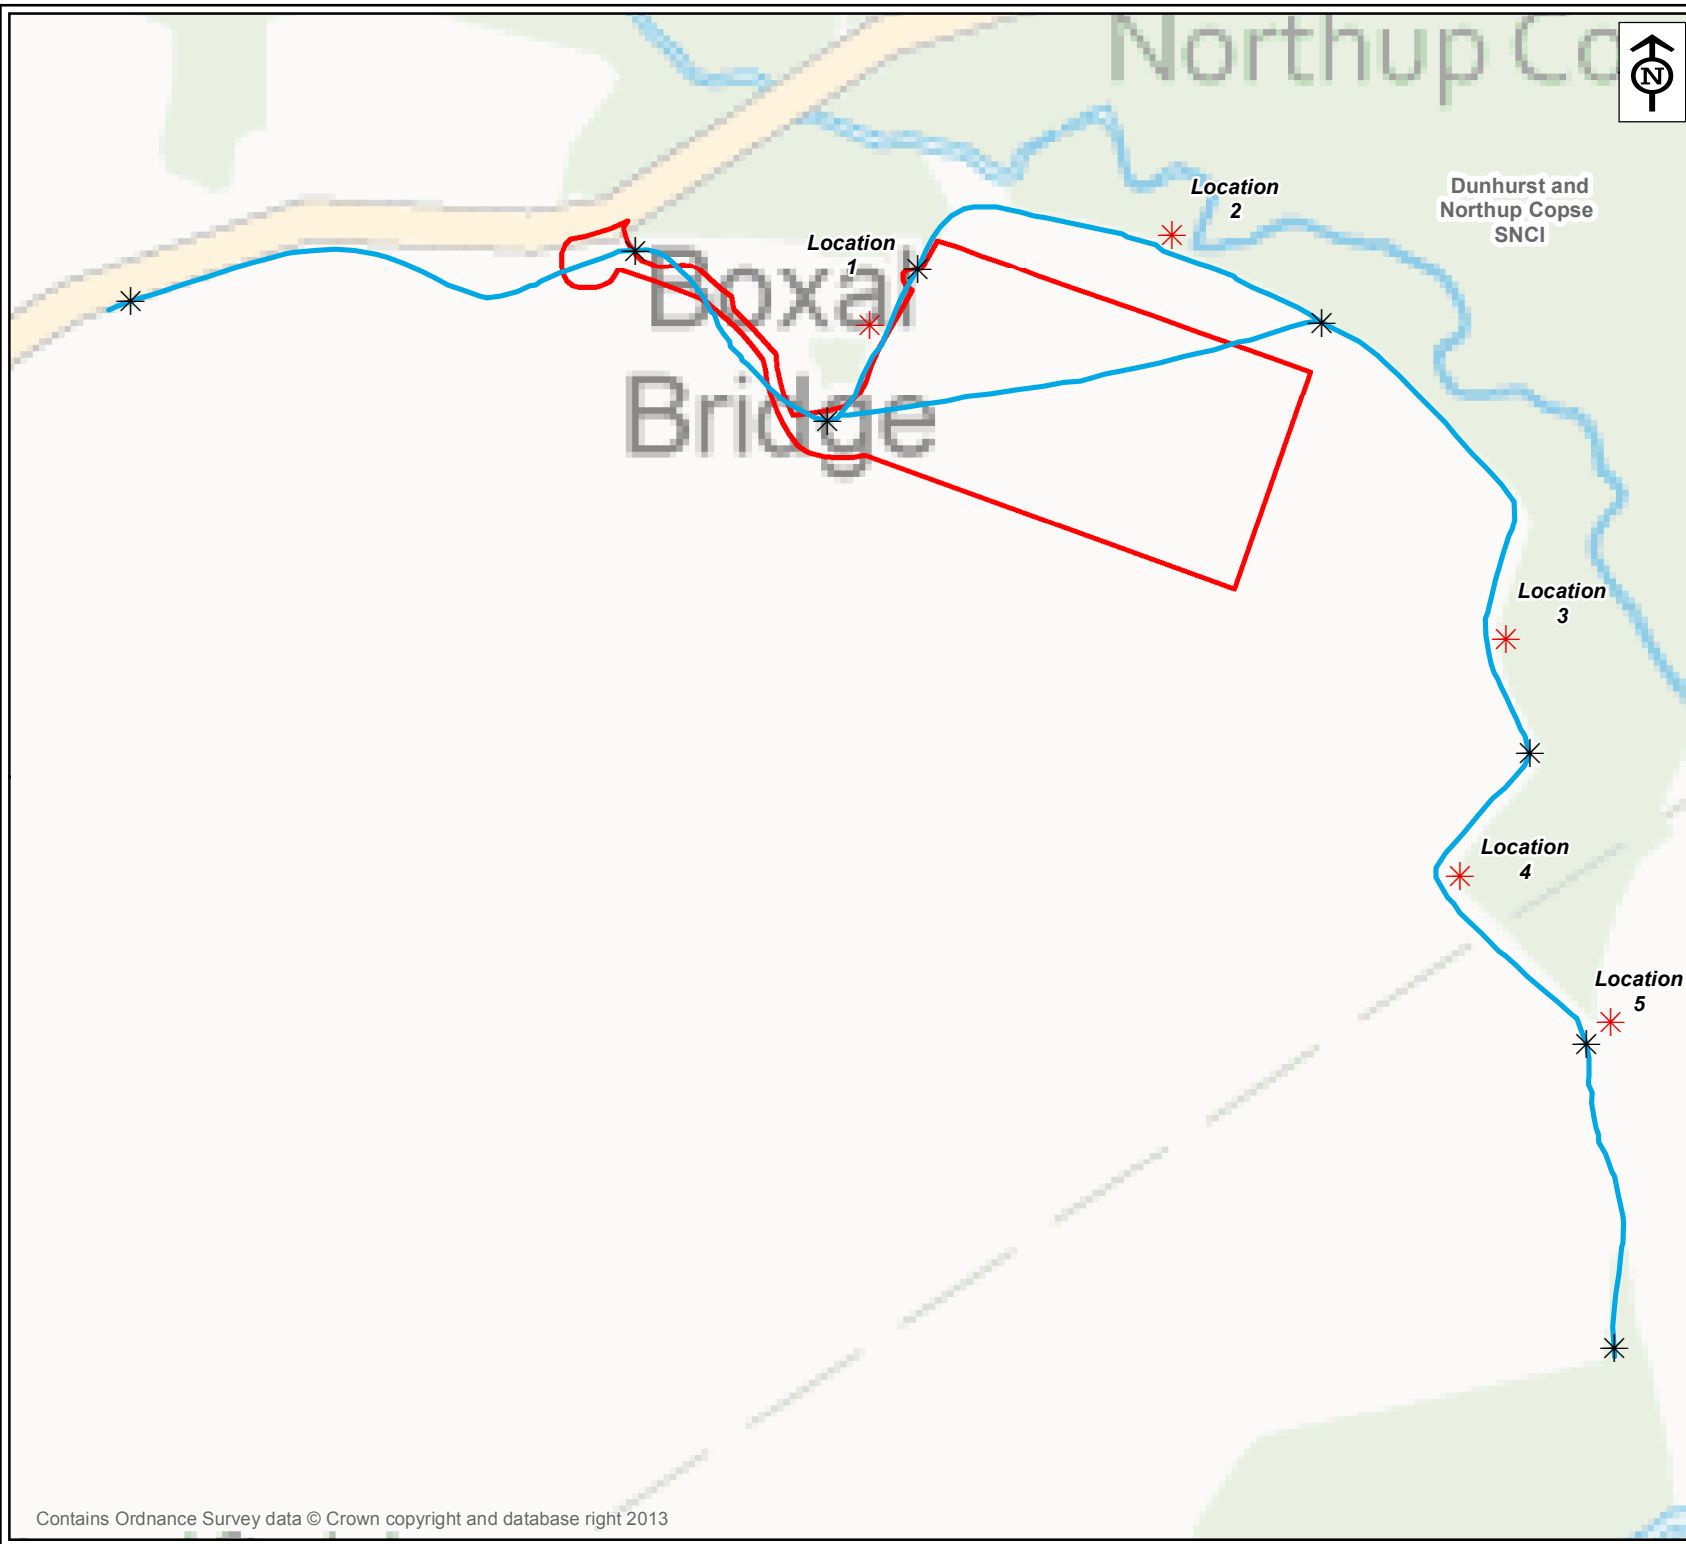 Northup Co
N
Dunhurst and
Northup Copse
SNCI
Location
2
Location
1
Boxal
Bridge
Location
3
Location
4
Location
5
Contains Ordnance Survey data © Crown copyright and database right 2013